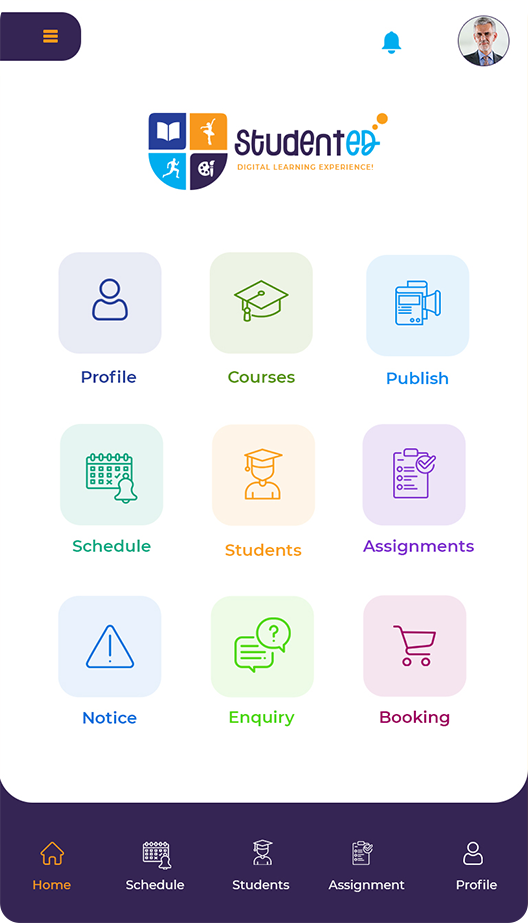 StudentED
DIGITAL LEARNING EXPERIENCE!
Profile
Courses
Publish
Schedule
Students
Assignments
Notice
Enquiry
Booking
Home
Schedule
Students
Assignment
Profile